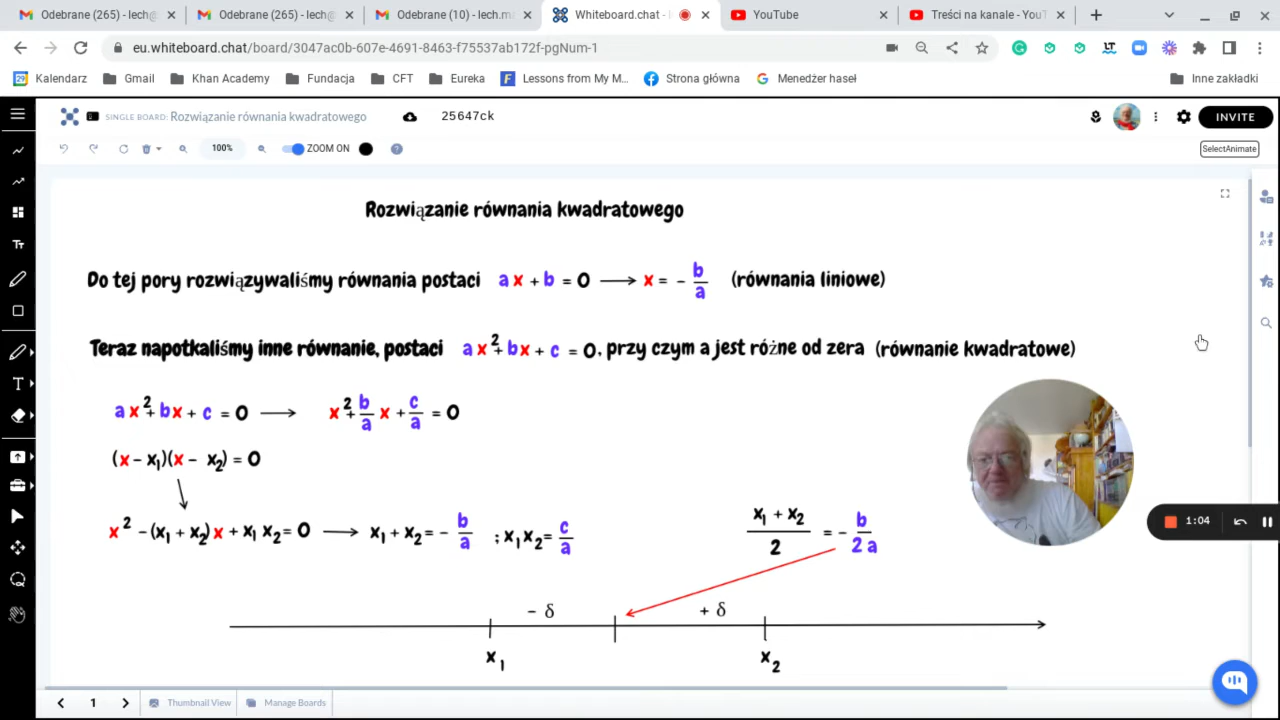 Odebrane (265) - lech@
Odebrane (265) - lech@
Odebrane (10) - lech.m
Whiteboard.chat -
YouTube
Treści na kanale - YouT
eu.whiteboard.chat/board/3047ac0b-607e-4691-8463-f75537ab172f-pgNum-1
Kalendarz Gmail Khan Academy Fundacja CFT Eureka Lessons from My M... Strona główna Menedżer haseł Inne zakładki
SINGLE BOARD: Rozwiązanie równania kwadratowego 25647ck INVITE
100% ZOOM ON SelectAnimate
Rozwiązanie równania kwadratowego
Do tej pory rozwiązywaliśmy równania postaci ax + b = 0 → x = - b/a (równania liniowe)
Teraz napotkaliśmy inne równanie, postaci ax² + bx + c = 0, przy czym a jest różne od zera (równanie kwadratowe)
ax² + bx + c = 0 → x² + b/a x + c/a = 0
(x - x₁)(x - x₂) = 0
x² - (x₁ + x₂)x + x₁ x₂ = 0 → x₁ + x₂ = - b/a ; x₁ x₂ = c/a
(x₁ + x₂)/2 = - b/2a
1:04
- δ + δ
x₁ x₂
1 Thumbnail View Manage Boards